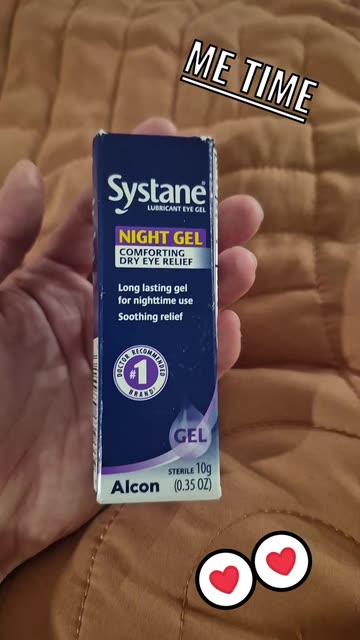 ME TIME
Systane®
LUBRICANT EYE GEL
NIGHT GEL
COMFORTING
DRY EYE RELIEF
Long lasting gel
for nighttime use
Soothing relief
DOCTOR RECOMMENDED
#1
BRAND†
GEL
STERILE 10g
Alcon (0.35 OZ)